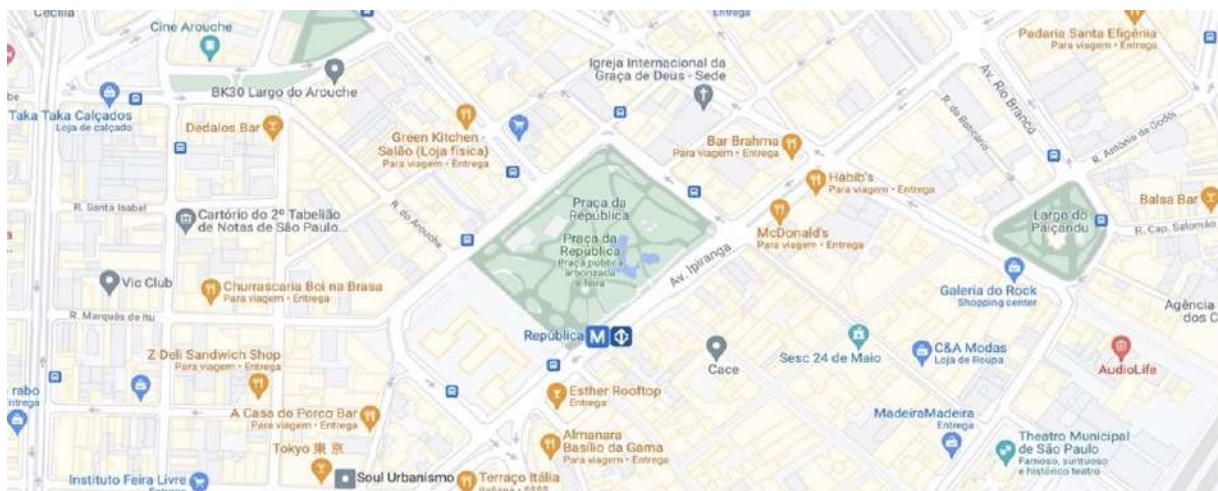 Cecília
Cine Arouche
Entrega
Padaria Santa Efigênia
Para viagem • Entrega
Igreja Internacional da
Graça de Deus - Sede
BK30 Largo do Arouche
Av. Rio Branco
Taka Taka Calçados
Loja de calçado
Dedalos Bar
Green Kitchen -
Salão (Loja física)
Para viagem • Entrega
Bar Brahma
Para viagem • Entrega
R. do Boticário
R. Antônio de Godói
Habib's
Para viagem • Entrega
R. Santa Isabel
Cartório do 2º Tabelião
de Notas de São Paulo...
R. do Arouche
Praça da
República
Praça da
República
Praça pública
arborizada
e feira
McDonald's
Para viagem • Entrega
Largo do
Paiçandu
Balsa Bar
R. Cap. Salomão
Av. Ipiranga
Vic Club
Churrascaria Boi na Brasa
Para viagem • Entrega
Galeria do Rock
Shopping center
Agência
dos C
R. Marquês de Itu
República
M
Z Deli Sandwich Shop
Para viagem • Entrega
Cace
Sesc 24 de Maio
C&A Modas
Loja de Roupa
AudioLife
rabo
Entrega
Esther Rooftop
Entrega
A Casa do Porco Bar
Para viagem • Entrega
MadeiraMadeira
Entrega
Tokyo 東京
Almanara
Basílio da Gama
Para viagem • Entrega
Theatro Municipal
de São Paulo
Famoso, suntuoso
e histórico teatro
Instituto Feira Livre
Entrega
Soul Urbanismo
Terraço Itália
Italiana • $$$$